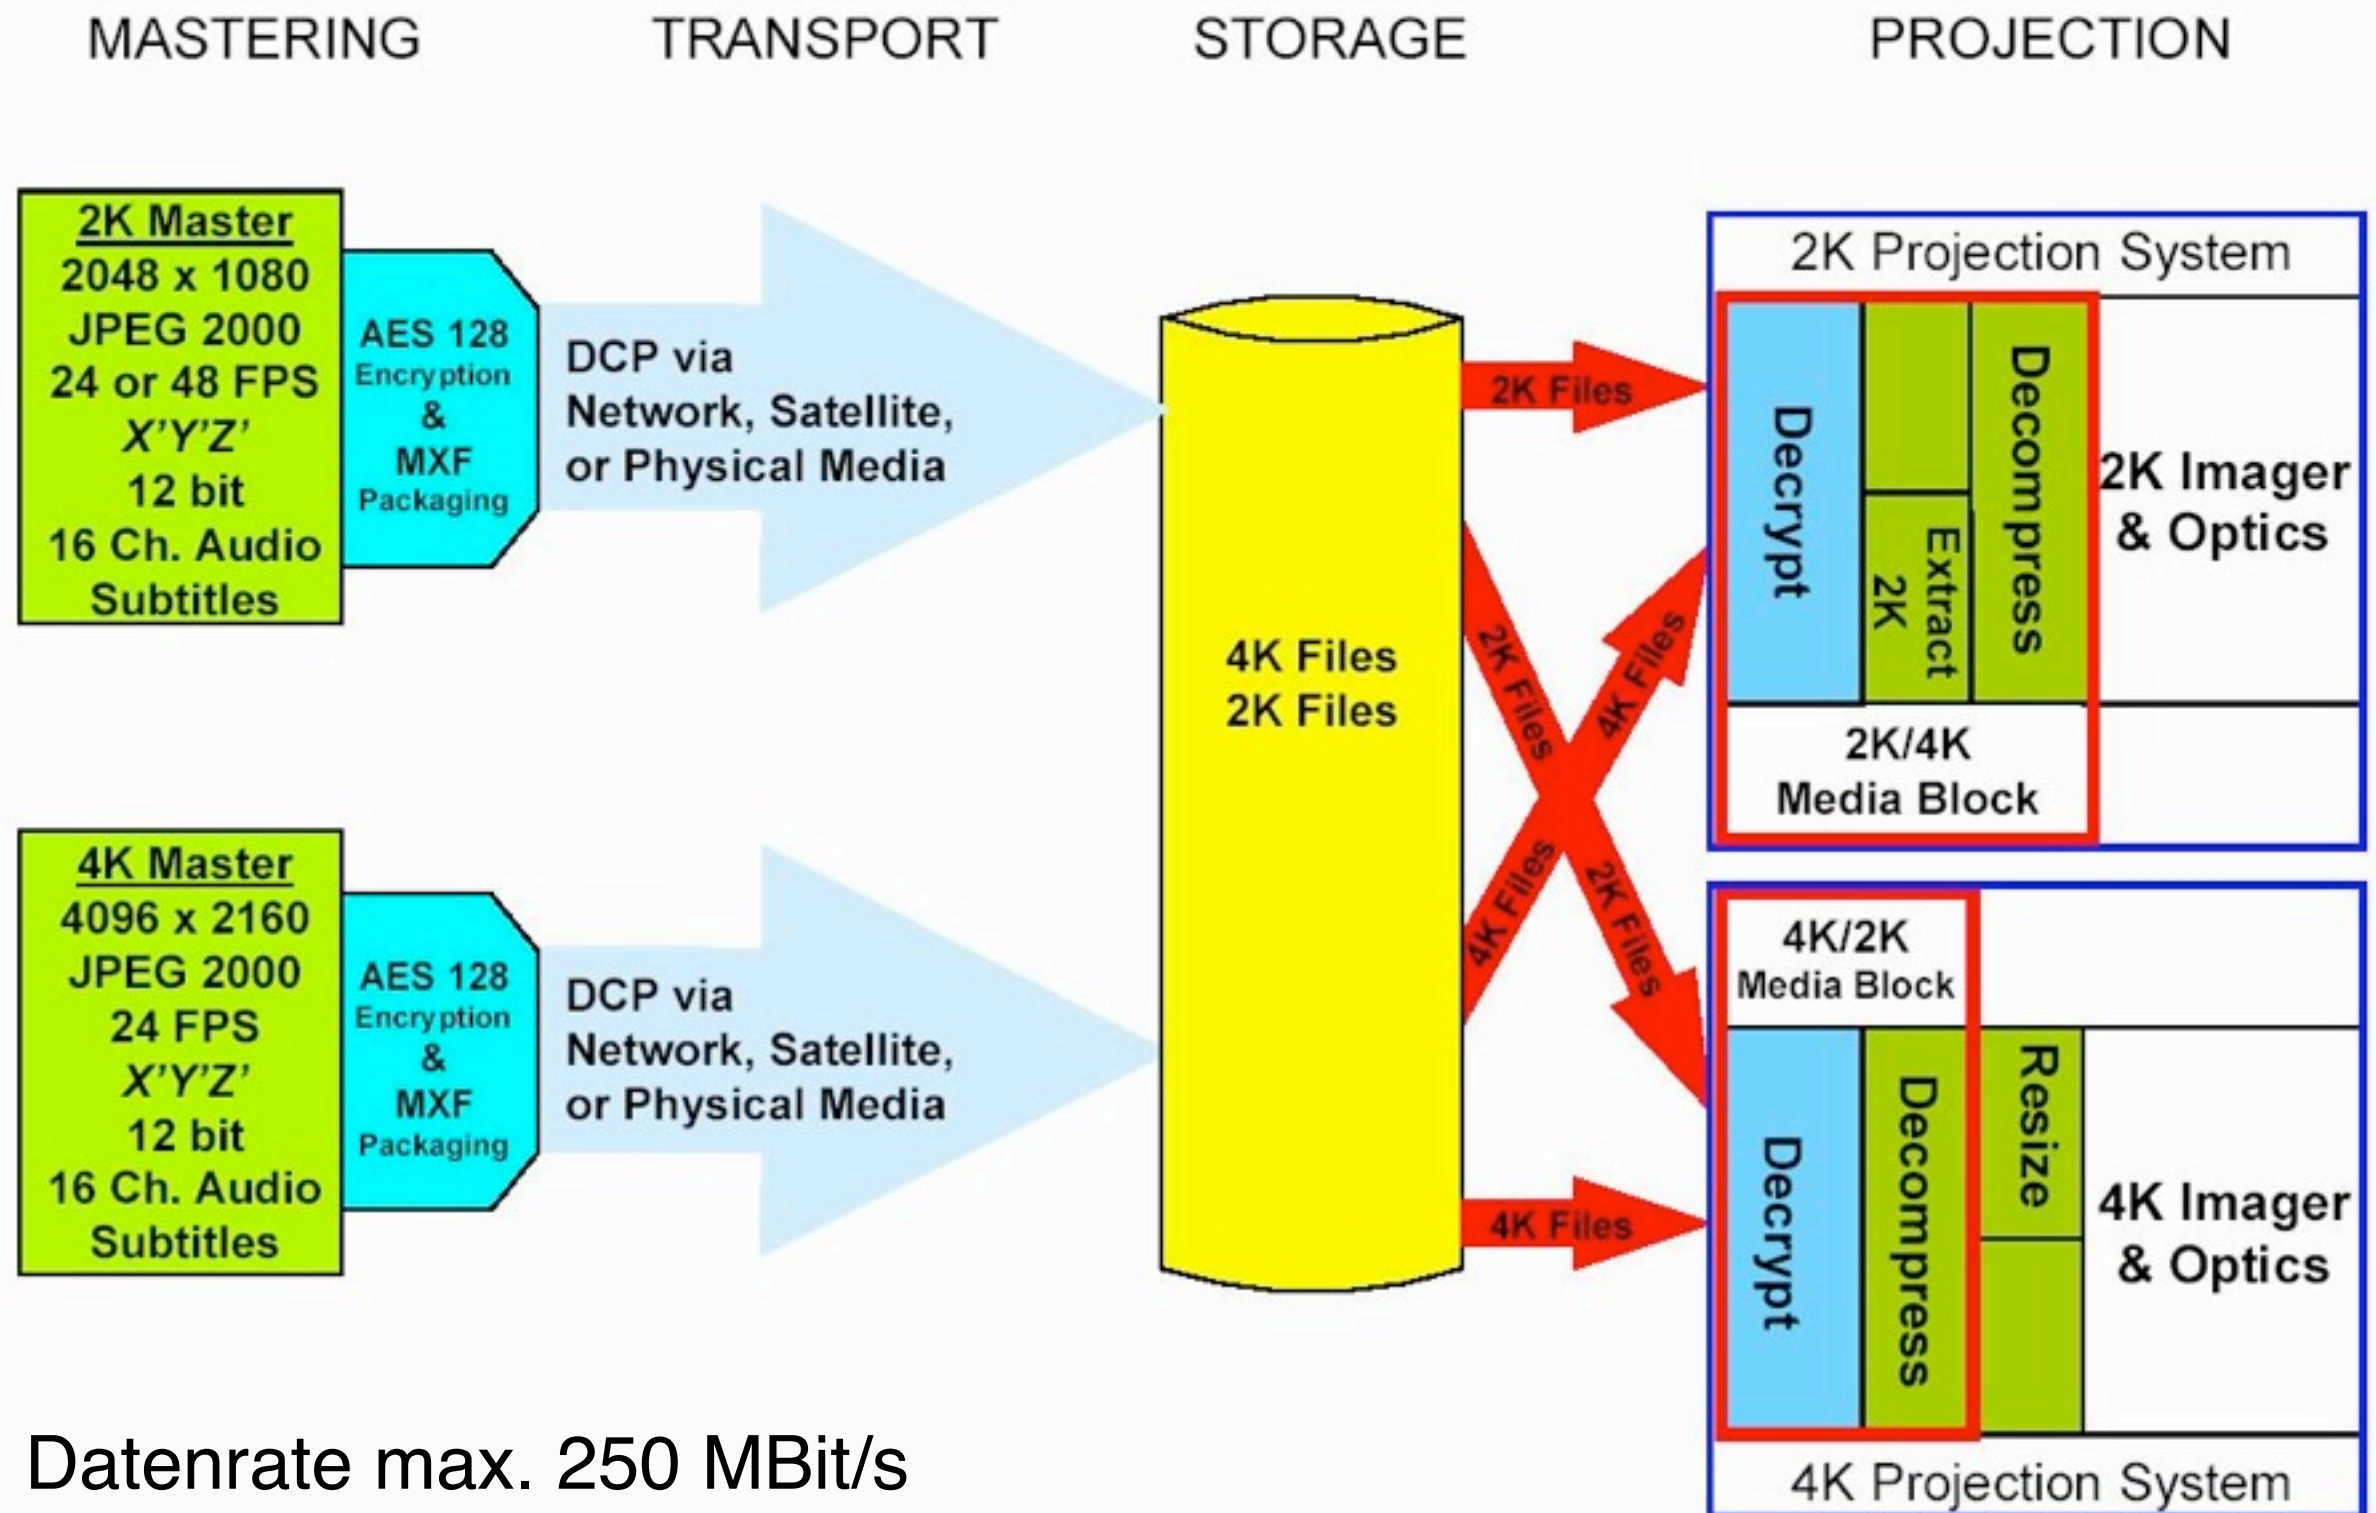 MASTERING
TRANSPORT
STORAGE
PROJECTION
2K Master
2048 x 1080
JPEG 2000
24 or 48 FPS
X'Y'Z'
12 bit
16 Ch. Audio
Subtitles
AES 128
Encryption
&
MXF
Packaging
DCP via
Network, Satellite,
or Physical Media
4K Master
4096 x 2160
JPEG 2000
24 FPS
X'Y'Z'
12 bit
16 Ch. Audio
Subtitles
AES 128
Encryption
&
MXF
Packaging
DCP via
Network, Satellite,
or Physical Media
4K Files
2K Files
2K Files
2K Files
4K Files
4K Files
2K Files
4K Files
2K Projection System
Decrypt
Extract
2K
Decompress
2K Imager
& Optics
2K/4K
Media Block
4K/2K
Media Block
Decrypt
Decompress
Resize
4K Imager
& Optics
4K Projection System
Datenrate max. 250 MBit/s